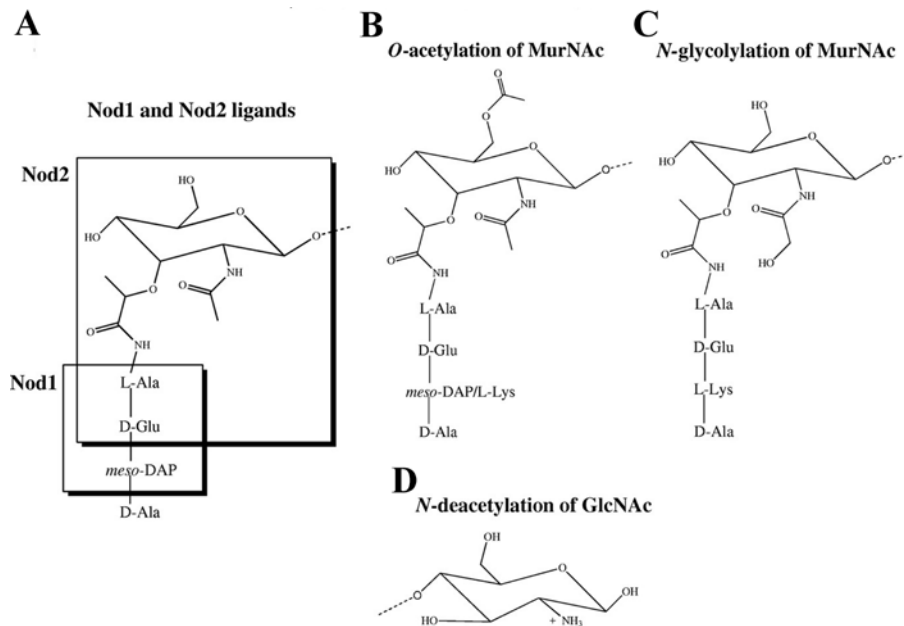 A
Nod1 and Nod2 ligands
Nod2
HO
O
HO
O
O
NH
O
O
NH
Nod1
L-Ala
D-Glu
meso-DAP
D-Ala
B
O-acetylation of MurNAc
O
O
O
HO
O
O
NH
O
O
NH
L-Ala
D-Glu
meso-DAP/L-Lys
D-Ala
C
N-glycolylation of MurNAc
HO
O
HO
O
O
NH
O
O
HO
NH
L-Ala
D-Glu
L-Lys
D-Ala
D
N-deacetylation of GlcNAc
OH
O
OH
O
HO
+ NH₃